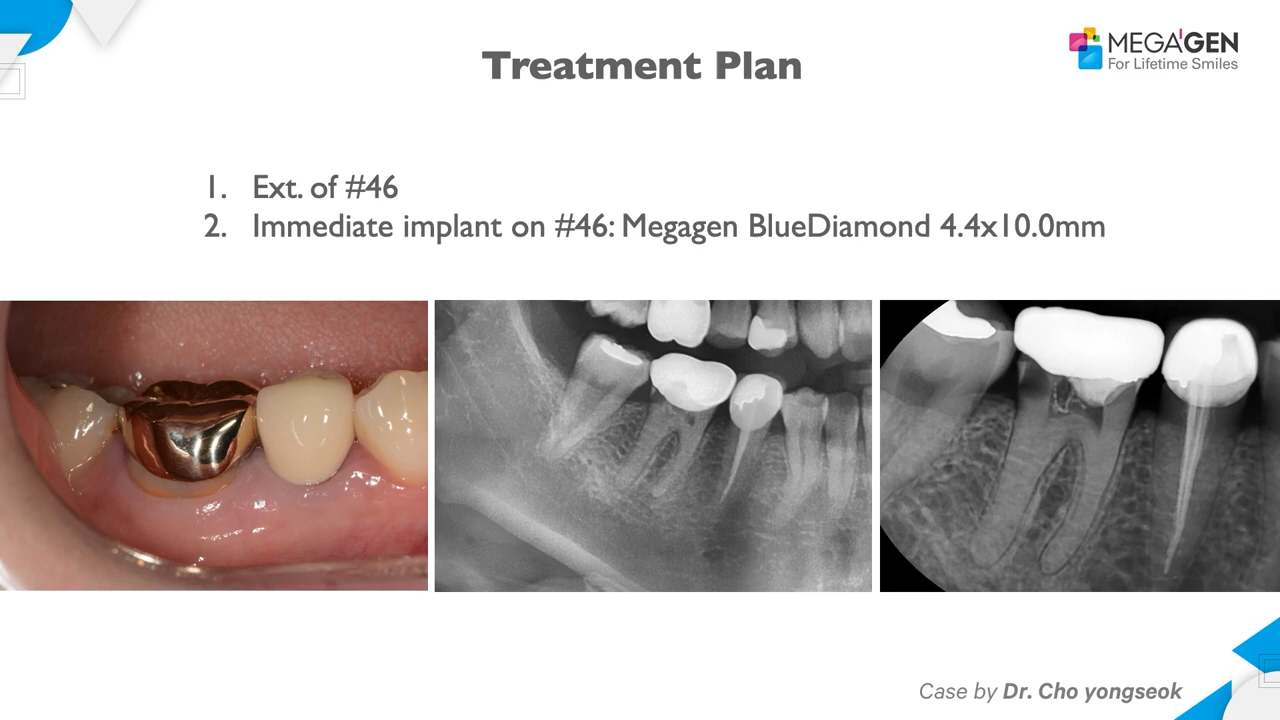 Treatment Plan
MEGA'GEN
For Lifetime Smiles
1. Ext. of #46
2. Immediate implant on #46: Megagen BlueDiamond 4.4x10.0mm
Case by Dr. Cho yongseok